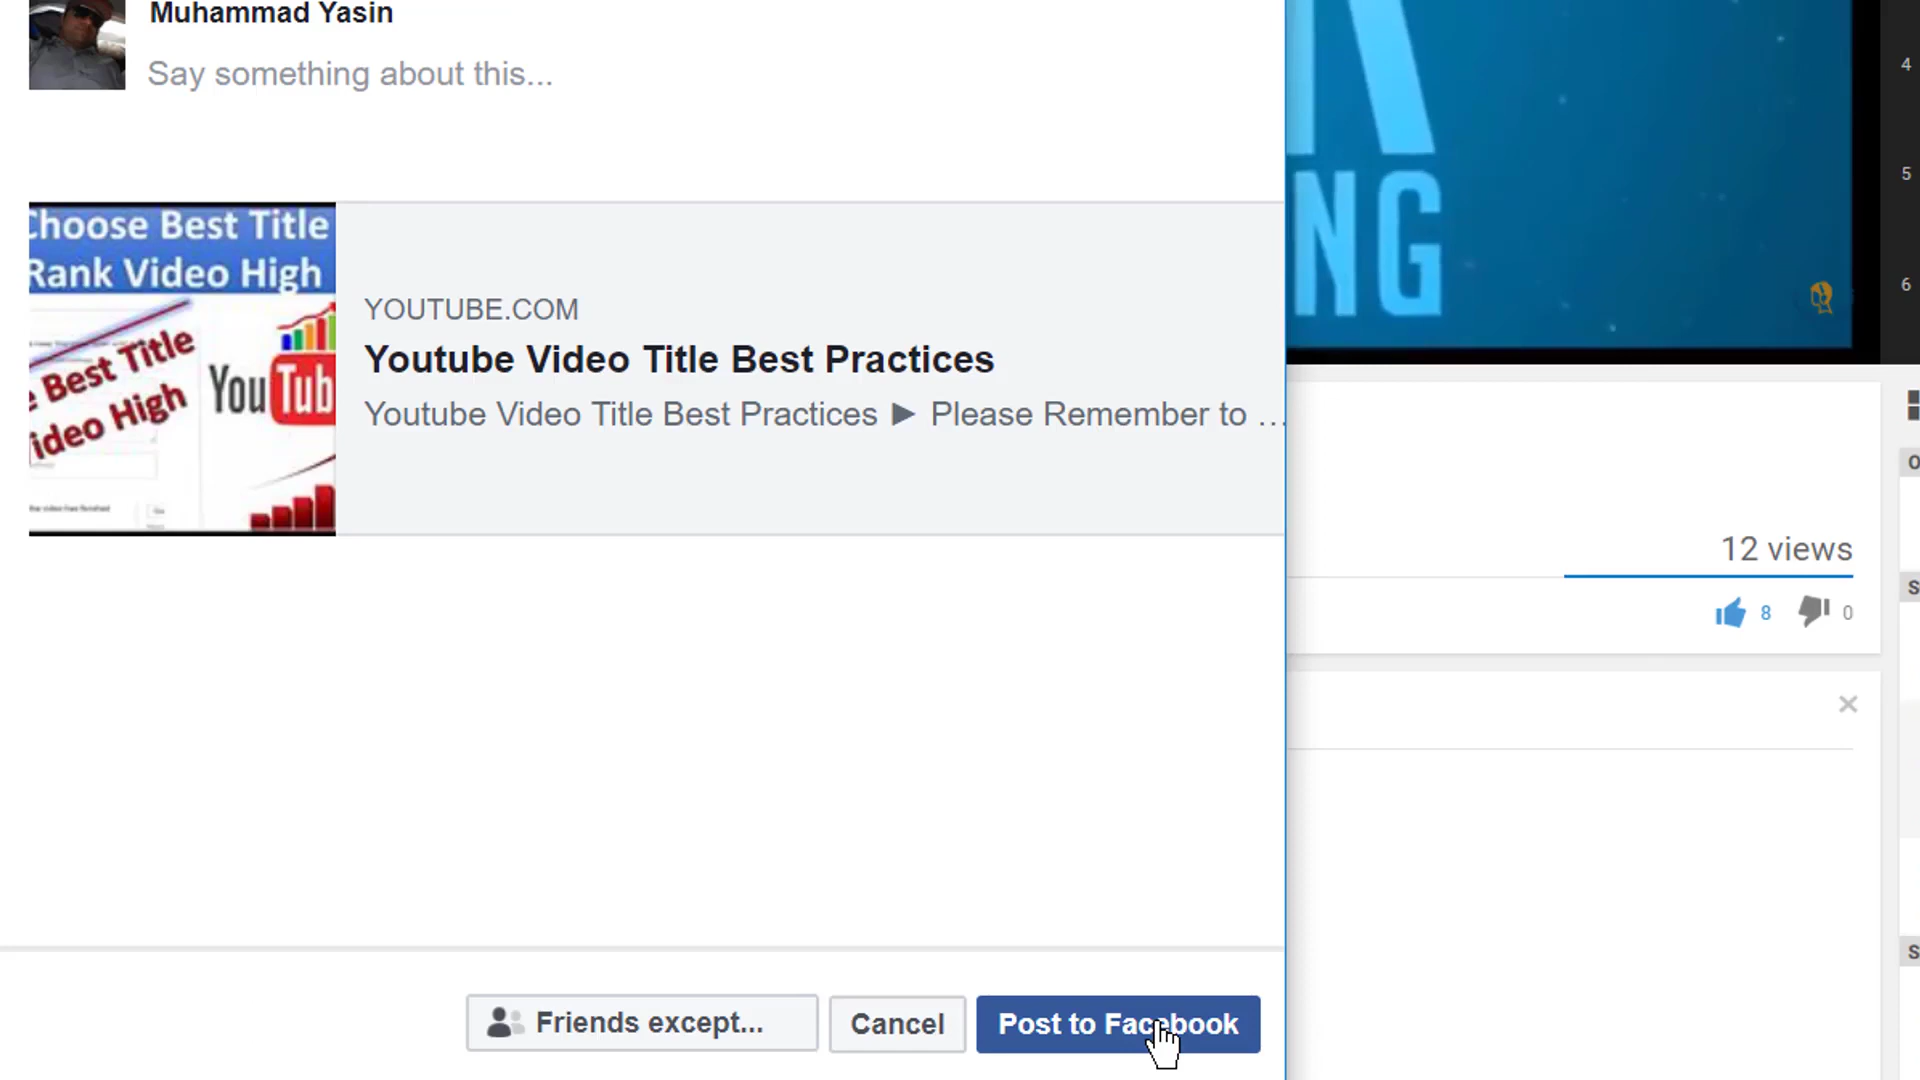 Muhammad Yasin
Say something about this...
Choose Best Title
Rank Video High
Best Title
Video High
YouTub
YOUTUBE.COM
Youtube Video Title Best Practices
Youtube Video Title Best Practices ► Please Remember to ...
Friends except...
Cancel
Post to Facebook
NG
4
5
6
12 views
8
0
O
S
S